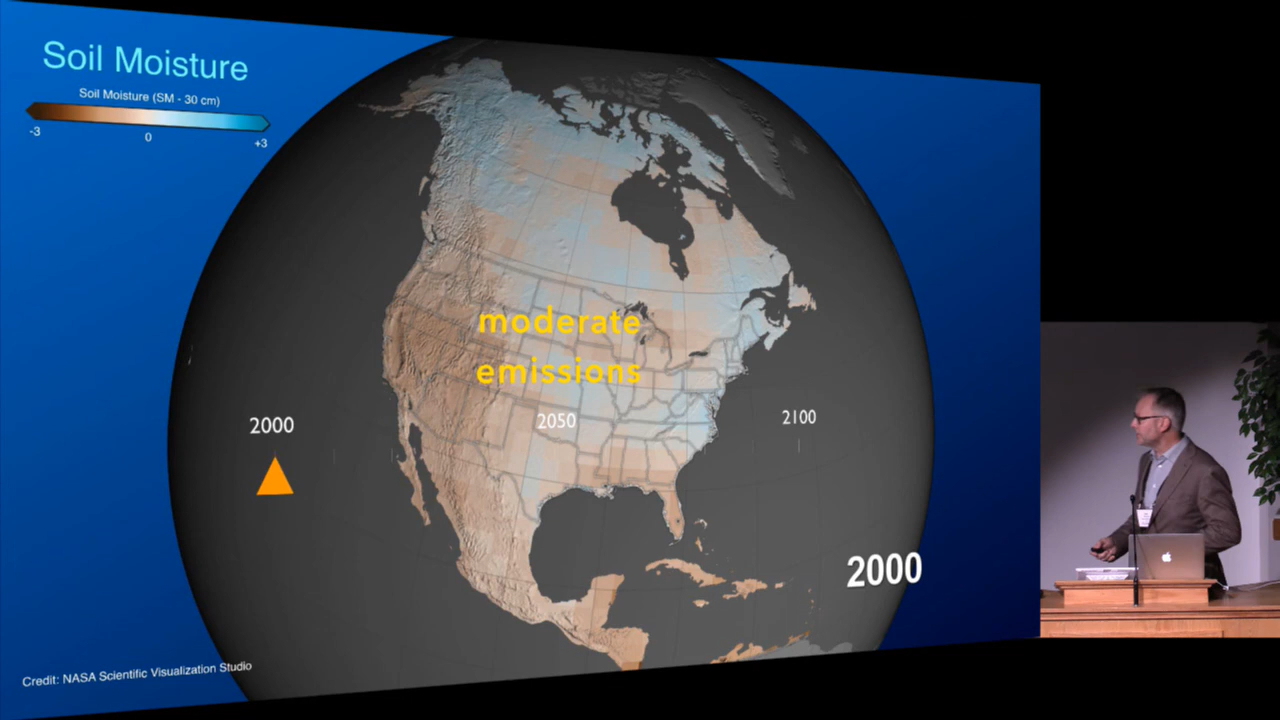 Soil Moisture
Soil Moisture (SM - 30 cm)
-3
0
+3
moderate
emissions
2000
2050
2100
2000
Credit: NASA Scientific Visualization Studio